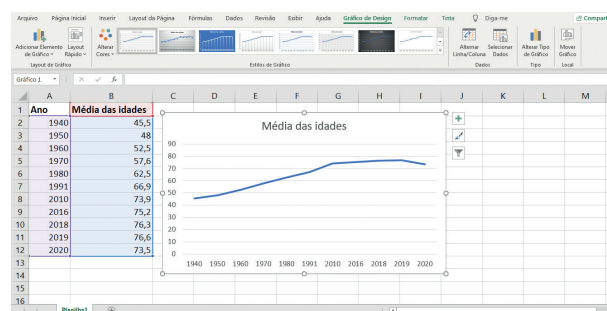 Arquivo Página Inicial Inserir Layout da Página Fórmulas Dados Revisão Exibir Ajuda Gráfico de Design Formatar Tinta Diga-me Compart
Adicionar Elemento de Gráfico Layout Rápido Alterar Cores Alternar Linha/Coluna Selecionar Dados Alterar Tipo de Gráfico Mover Gráfico
Layout de Gráfico Estilos de Gráfico Dados Tipo Local
Gráfico 1 fx
A B C D E F G H I J K L M
1 Ano Média das idades
2 1940 45,5
3 1950 48
4 1960 52,5
5 1970 57,6
6 1980 62,5
7 1991 66,9
8 2010 73,9
9 2016 75,2
10 2018 76,3
11 2019 76,6
12 2020 73,5
13
14
15
16
Média das idades
90
80
70
60
50
40
30
20
10
0
1940 1950 1960 1970 1980 1991 2010 2016 2018 2019 2020
Planilha1